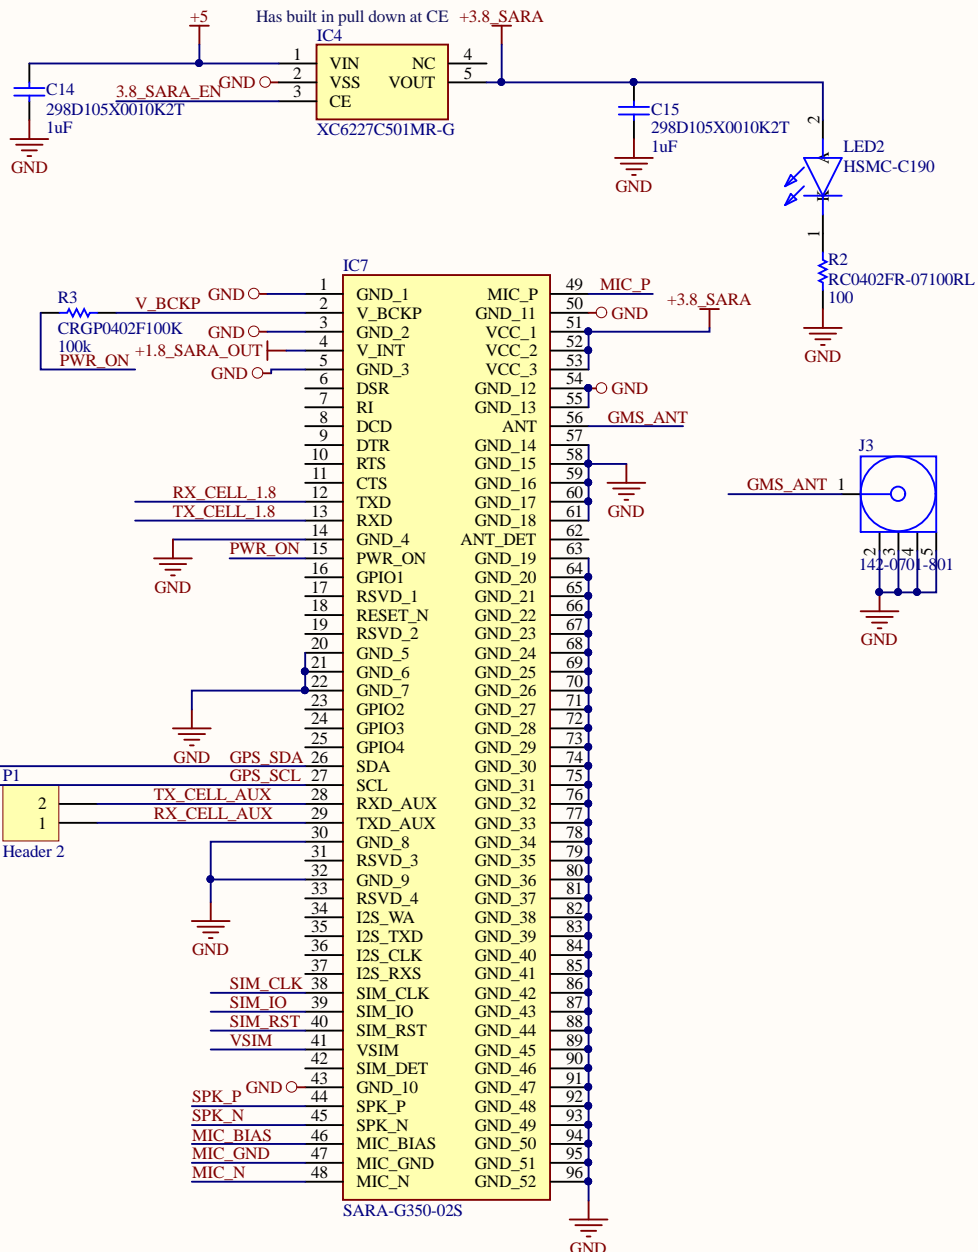 +5
Has built in pull down at CE
+3.8_SARA
IC4
1 VIN NC 4
GND 2 VSS VOUT 5
3.8_SARA_EN 3 CE
XC6227C501MR-G
C14
298D105X0010K2T
1uF
GND
C15
298D105X0010K2T
1uF
GND
2
A
LED2
HSMC-C190
K
1
R2
RC0402FR-07100RL
100
GND
IC7
R3
V_BCKP
CRGP0402F100K
100k
PWR_ON
GND 1 GND_1
2 V_BCKP
GND 3 GND_2
+1.8_SARA_OUT 4 V_INT
GND 5 GND_3
6 DSR
7 RI
8 DCD
9 DTR
10 RTS
11 CTS
RX_CELL_1.8 12 TXD
TX_CELL_1.8 13 RXD
14 GND_4
GND
PWR_ON 15 PWR_ON
16 GPIO1
17 RSVD_1
18 RESET_N
19 RSVD_2
20 GND_5
21 GND_6
22 GND_7
GND
23 GPIO2
24 GPIO3
25 GPIO4
GPS_SDA 26 SDA
GPS_SCL 27 SCL
TX_CELL_AUX 28 RXD_AUX
RX_CELL_AUX 29 TXD_AUX
P1
2
1
Header 2
30 GND_8
31 RSVD_3
32 GND_9
GND
33 RSVD_4
34 I2S_WA
35 I2S_TXD
36 I2S_CLK
37 I2S_RXS
SIM_CLK 38 SIM_CLK
SIM_IO 39 SIM_IO
SIM_RST 40 SIM_RST
VSIM 41 VSIM
42 SIM_DET
GND 43 GND_10
SPK_P 44 SPK_P
SPK_N 45 SPK_N
MIC_BIAS 46 MIC_BIAS
MIC_GND 47 MIC_GND
MIC_N 48 MIC_N
SARA-G350-02S
MIC_P 49 MIC_P
GND_11 50 GND
+3.8_SARA
VCC_1 51
VCC_2 52
VCC_3 53
GND_12 54 GND
GND_13 55
ANT 56 GMS_ANT
GND_14 57
GND_15 58
GND_16 59
GND_17 60
GND_18 61
GND
ANT_DET 62
GND_19 63
GND_20 64
GND_21 65
GND_22 66
GND_23 67
GND_24 68
GND_25 69
GND_26 70
GND_27 71
GND_28 72
GND_29 73
GND_30 74
GND_31 75
GND_32 76
GND_33 77
GND_34 78
GND_35 79
GND_36 80
GND_37 81
GND_38 82
GND_39 83
GND_40 84
GND_41 85
GND_42 86
GND_43 87
GND_44 88
GND_45 89
GND_46 90
GND_47 91
GND_48 92
GND_49 93
GND_50 94
GND_51 95
GND_52 96
GND
J3
GMS_ANT 1
2 3 4 5
142-0701-801
GND